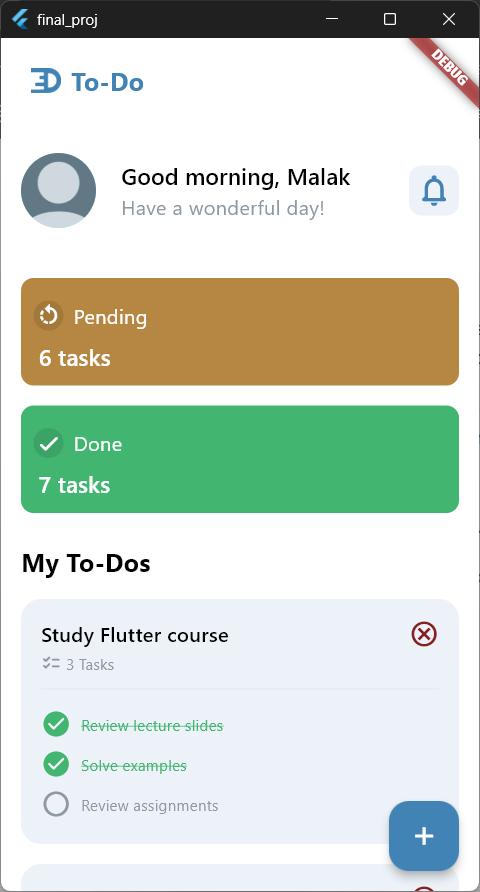 final_proj
DEBUG
To-Do
Good morning, Malak
Have a wonderful day!
Pending
6 tasks
Done
7 tasks
My To-Dos
Study Flutter course
3 Tasks
Review lecture slides
Solve examples
Review assignments